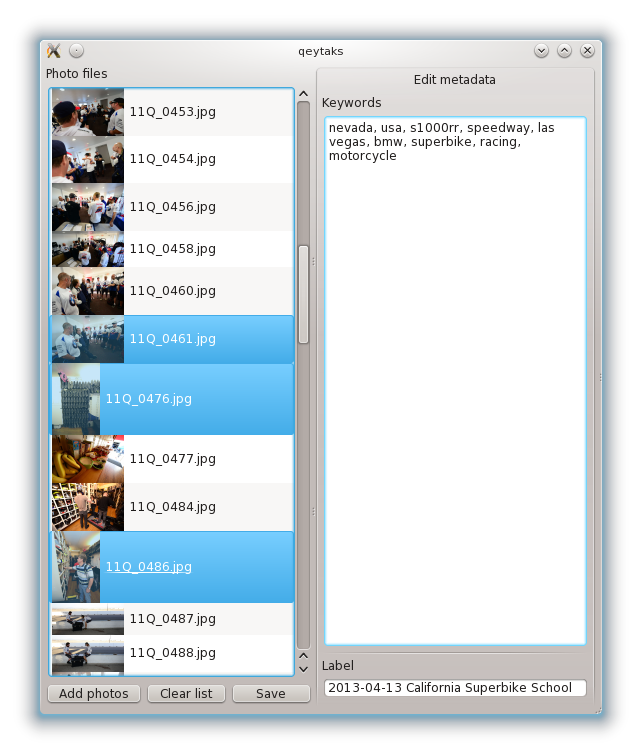 qeytaks
Photo files
11Q_0453.jpg
11Q_0454.jpg
11Q_0456.jpg
11Q_0458.jpg
11Q_0460.jpg
11Q_0461.jpg
11Q_0476.jpg
11Q_0477.jpg
11Q_0484.jpg
11Q_0486.jpg
11Q_0487.jpg
11Q_0488.jpg
Add photos
Clear list
Save
Edit metadata
Keywords
nevada, usa, s1000rr, speedway, las
vegas, bmw, superbike, racing,
motorcycle
Label
2013-04-13 California Superbike School